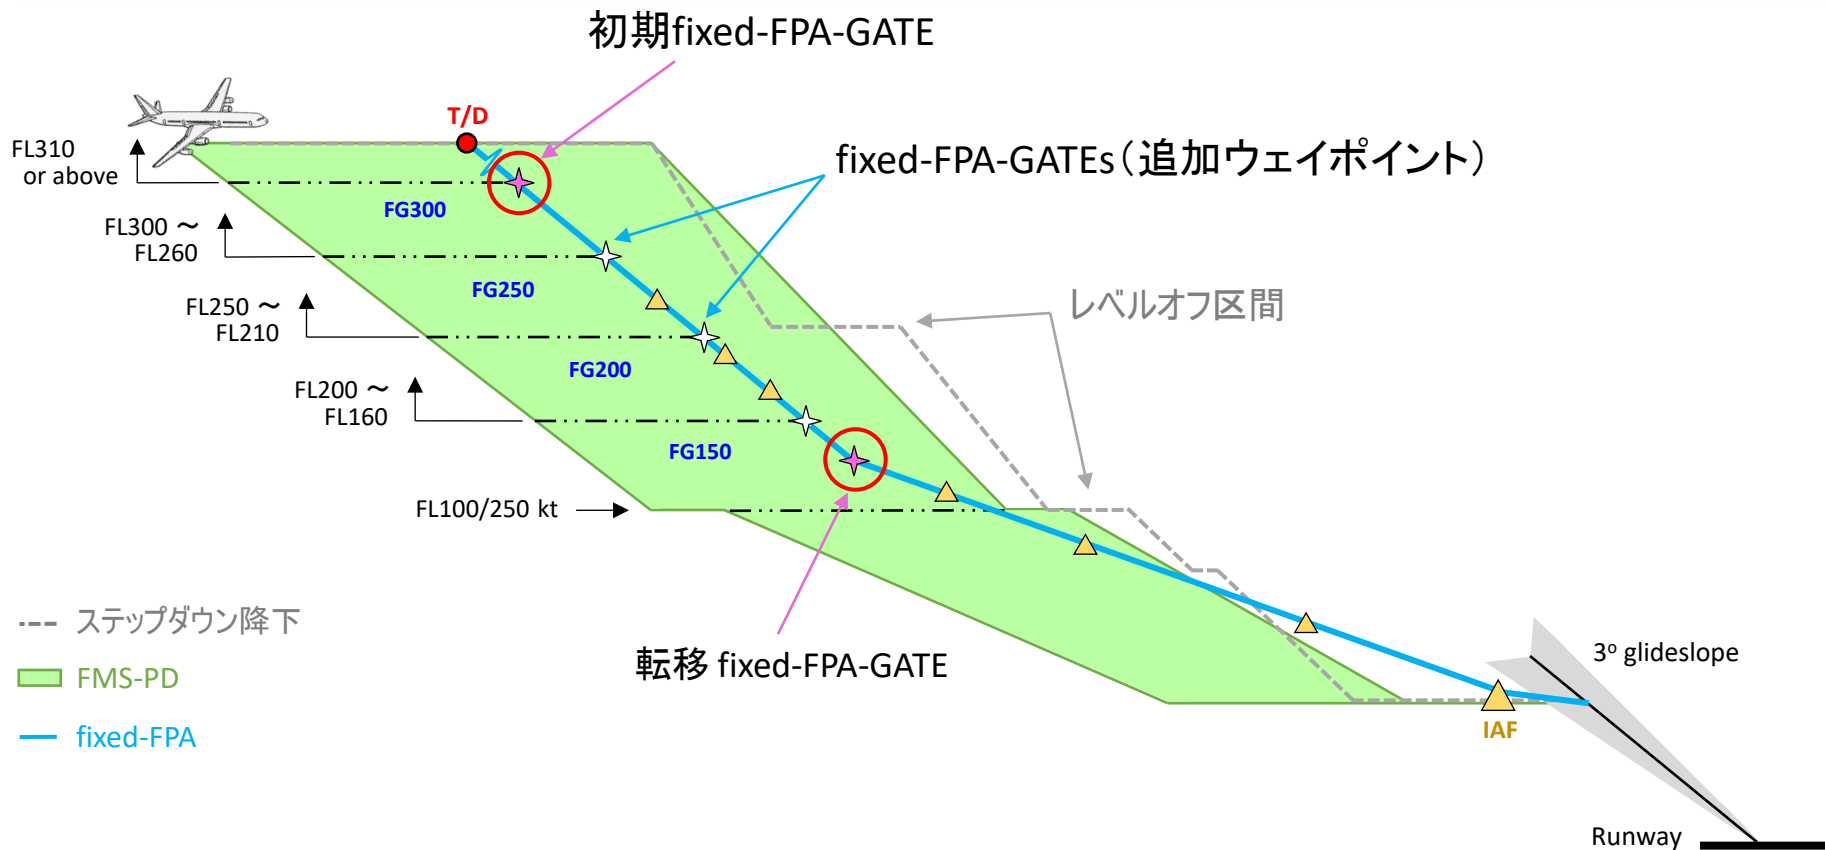 初期fixed-FPA-GATE
T/D
FL310
or above
fixed-FPA-GATEs（追加ウェイポイント）
FG300
FL300 ～
FL260
FG250
FL250 ～
FL210
レベルオフ区間
FG200
FL200 ～
FL160
FG150
FL100/250 kt
転移 fixed-FPA-GATE
ステップダウン降下
FMS-PD
fixed-FPA
3º glideslope
IAF
Runway